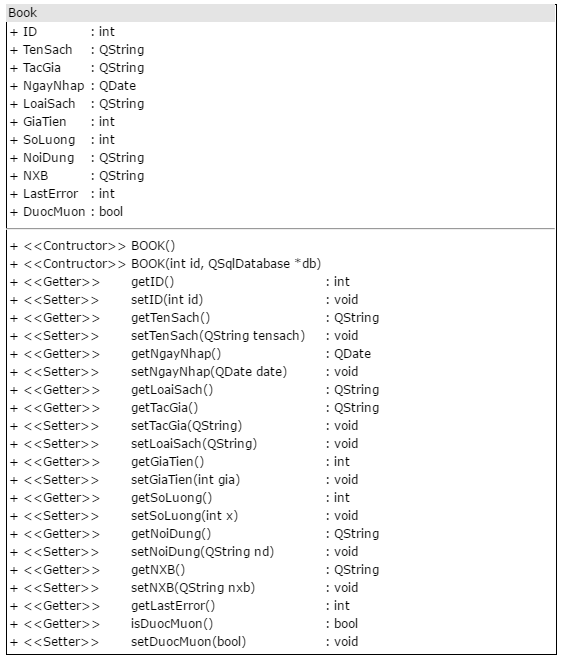 Book
+ ID : int
+ TenSach : QString
+ TacGia : QString
+ NgayNhap : QDate
+ LoaiSach : QString
+ GiaTien : int
+ SoLuong : int
+ NoiDung : QString
+ NXB : QString
+ LastError : int
+ DuocMuon : bool
+ <<Contructor>> BOOK()
+ <<Contructor>> BOOK(int id, QSqlDatabase *db)
+ <<Getter>> getID() : int
+ <<Setter>> setID(int id) : void
+ <<Getter>> getTenSach() : QString
+ <<Setter>> setTenSach(QString tensach) : void
+ <<Getter>> getNgayNhap() : QDate
+ <<Setter>> setNgayNhap(QDate date) : void
+ <<Getter>> getLoaiSach() : QString
+ <<Getter>> getTacGia() : QString
+ <<Setter>> setTacGia(QString) : void
+ <<Setter>> setLoaiSach(QString) : void
+ <<Getter>> getGiaTien() : int
+ <<Setter>> setGiaTien(int gia) : void
+ <<Getter>> getSoLuong() : int
+ <<Setter>> setSoLuong(int x) : void
+ <<Getter>> getNoiDung() : QString
+ <<Setter>> setNoiDung(QString nd) : void
+ <<Getter>> getNXB() : QString
+ <<Setter>> setNXB(QString nxb) : void
+ <<Getter>> getLastError() : int
+ <<Getter>> isDuocMuon() : bool
+ <<Setter>> setDuocMuon(bool) : void